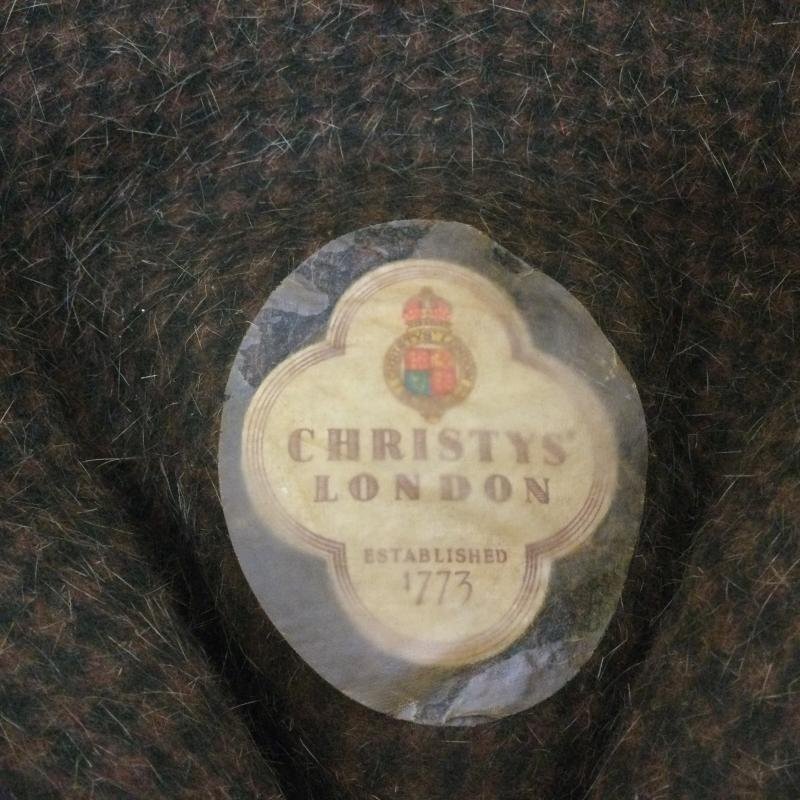 CHRISTYS'
LONDON
ESTABLISHED
1773